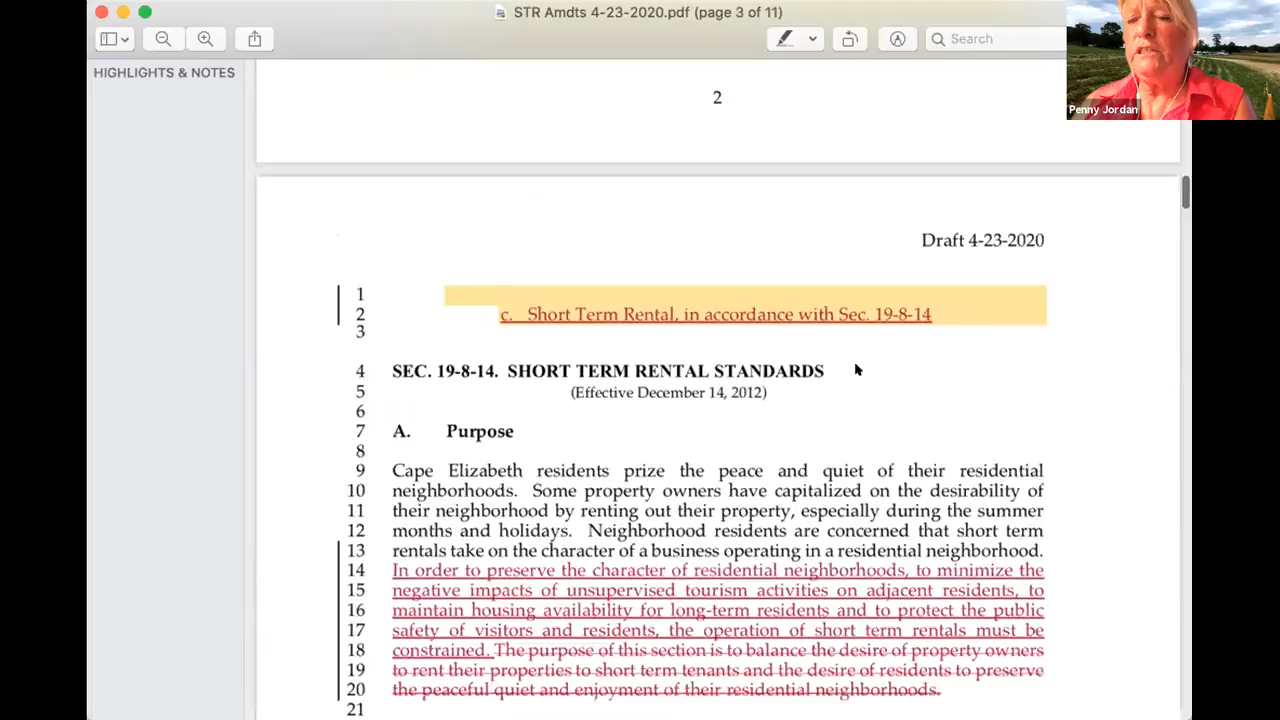 STR Amdts 4-23-2020.pdf (page 3 of 11)
Search
Penny Jordan
HIGHLIGHTS & NOTES
2
Draft 4-23-2020
1
2 c. Short Term Rental, in accordance with Sec. 19-8-14
3
4 SEC. 19-8-14. SHORT TERM RENTAL STANDARDS
5 (Effective December 14, 2012)
6
7 A. Purpose
8
9 Cape Elizabeth residents prize the peace and quiet of their residential
10 neighborhoods. Some property owners have capitalized on the desirability of
11 their neighborhood by renting out their property, especially during the summer
12 months and holidays. Neighborhood residents are concerned that short term
13 rentals take on the character of a business operating in a residential neighborhood.
14 In order to preserve the character of residential neighborhoods, to minimize the
15 negative impacts of unsupervised tourism activities on adjacent residents, to
16 maintain housing availability for long-term residents and to protect the public
17 safety of visitors and residents, the operation of short term rentals must be
18 constrained. The purpose of this section is to balance the desire of property owners
19 to rent their properties to short term tenants and the desire of residents to preserve
20 the peaceful quiet and enjoyment of their residential neighborhoods.
21